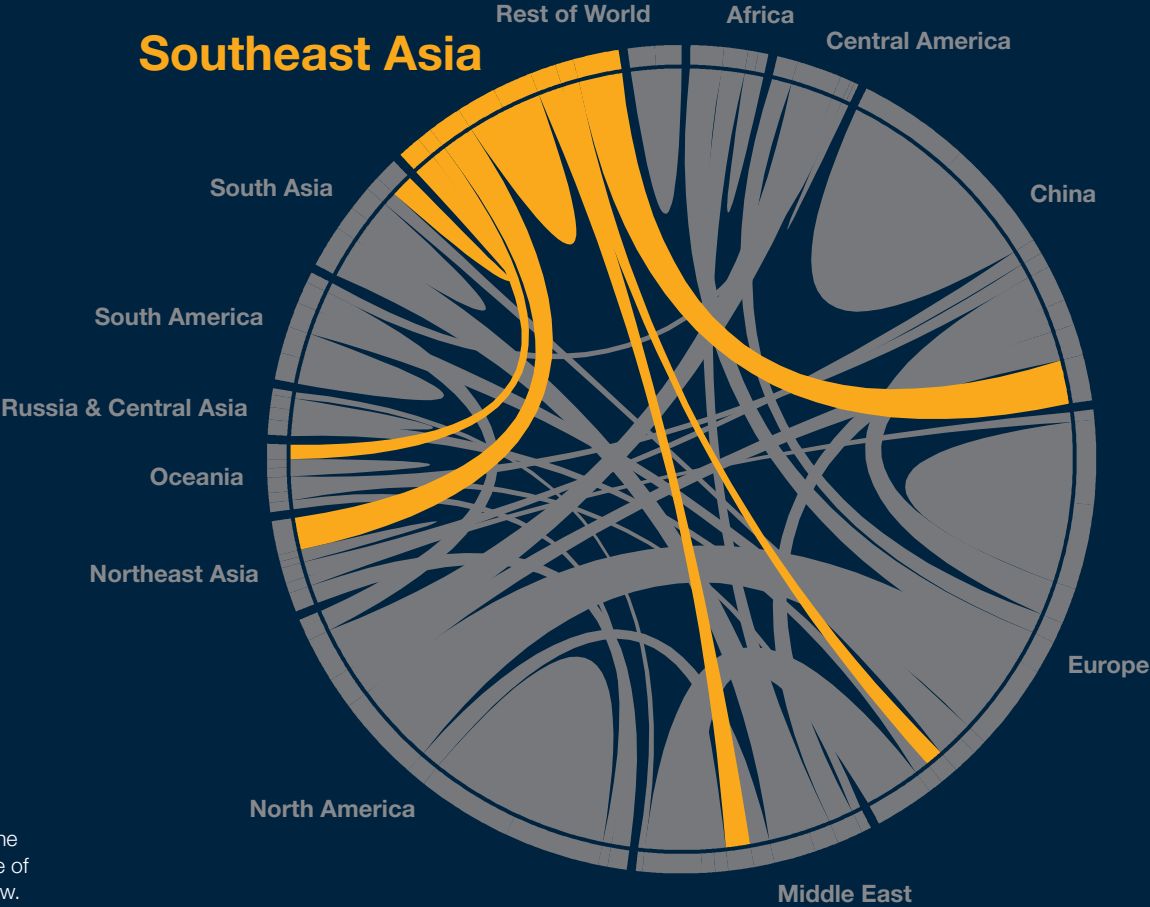 Rest of World
Africa
Central America
Southeast Asia
South Asia
China
South America
Russia & Central Asia
Oceania
Northeast Asia
Europe
North America
Middle East
of